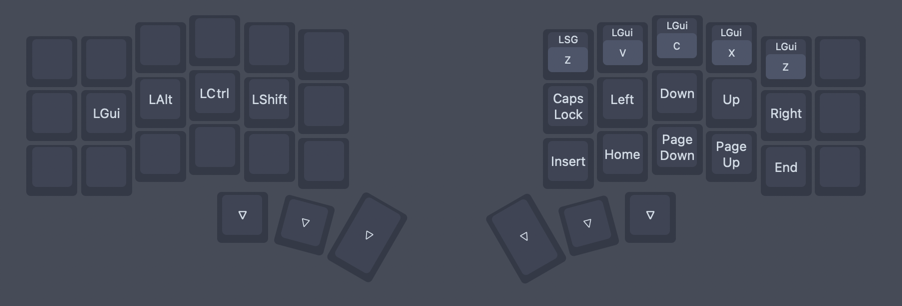 LSG
Z
LGui
V
LGui
C
LGui
X
LGui
Z
LGui
LAlt
LCtrl
LShift
Caps
Lock
Left
Down
Up
Right
Insert
Home
Page
Down
Page
Up
End